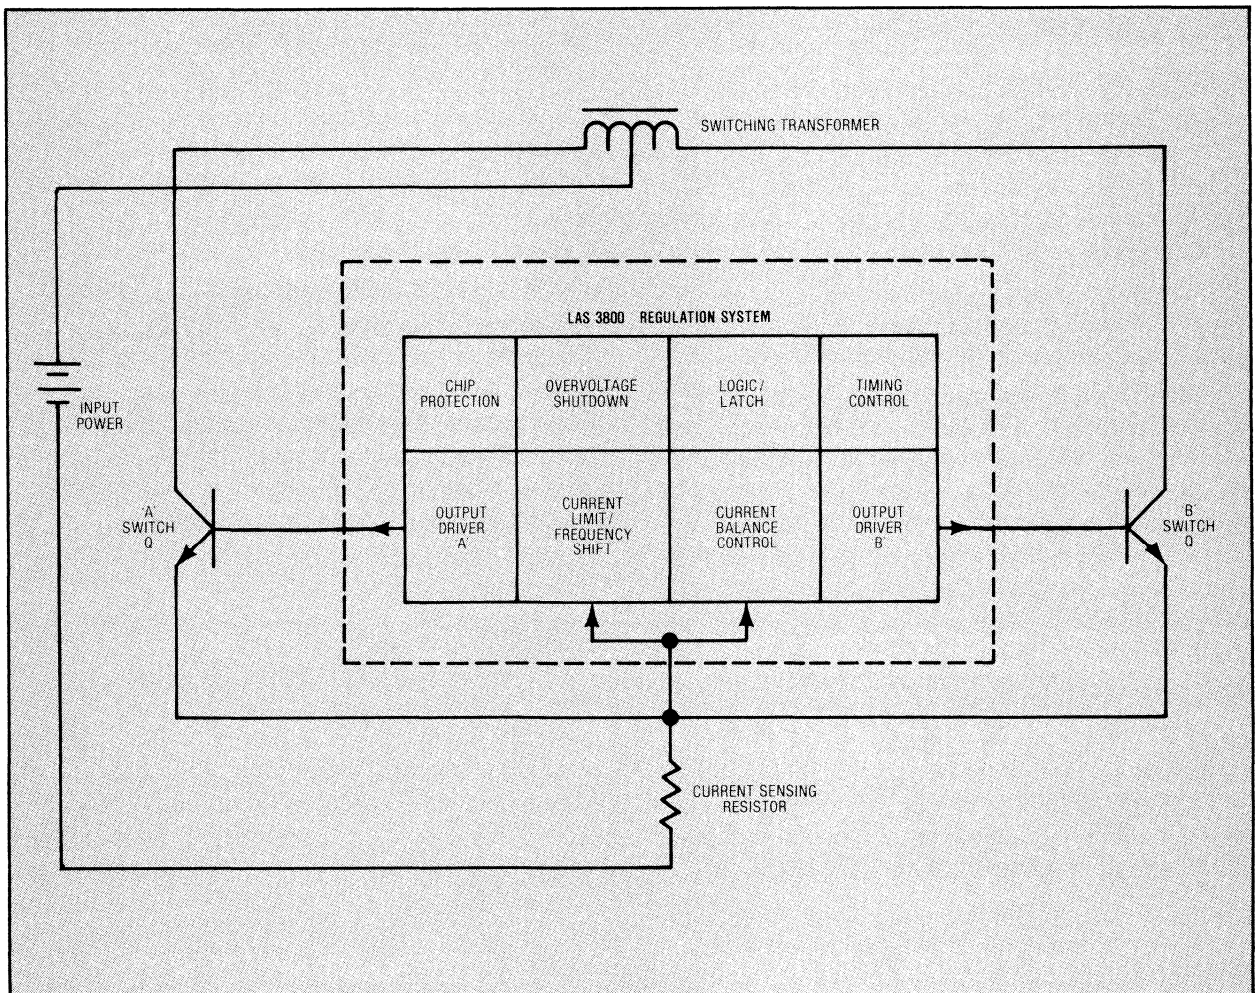 SWITCHING TRANSFORMER
LAS 3800 REGULATION SYSTEM
CHIP
PROTECTION
OVERVOLTAGE
SHUTDOWN
LOGIC/
LATCH
TIMING
CONTROL
INPUT
POWER
'A'
SWITCH
Q
OUTPUT
DRIVER
A
CURRENT
LIMIT/
FREQUENCY
SHIFT
CURRENT
BALANCE
CONTROL
OUTPUT
DRIVER
B
B'
SWITCH
Q
CURRENT SENSING
RESISTOR